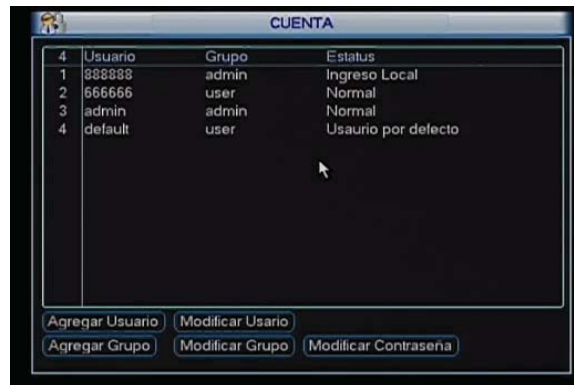 CUENTA
4 Usuario Grupo Estatus
1 888888 admin Ingreso Local
2 666666 user Normal
3 admin admin Normal
4 default user Usaurio por defecto
Agregar Usuario Modificar Usario
Agregar Grupo Modificar Grupo Modificar Contraseña